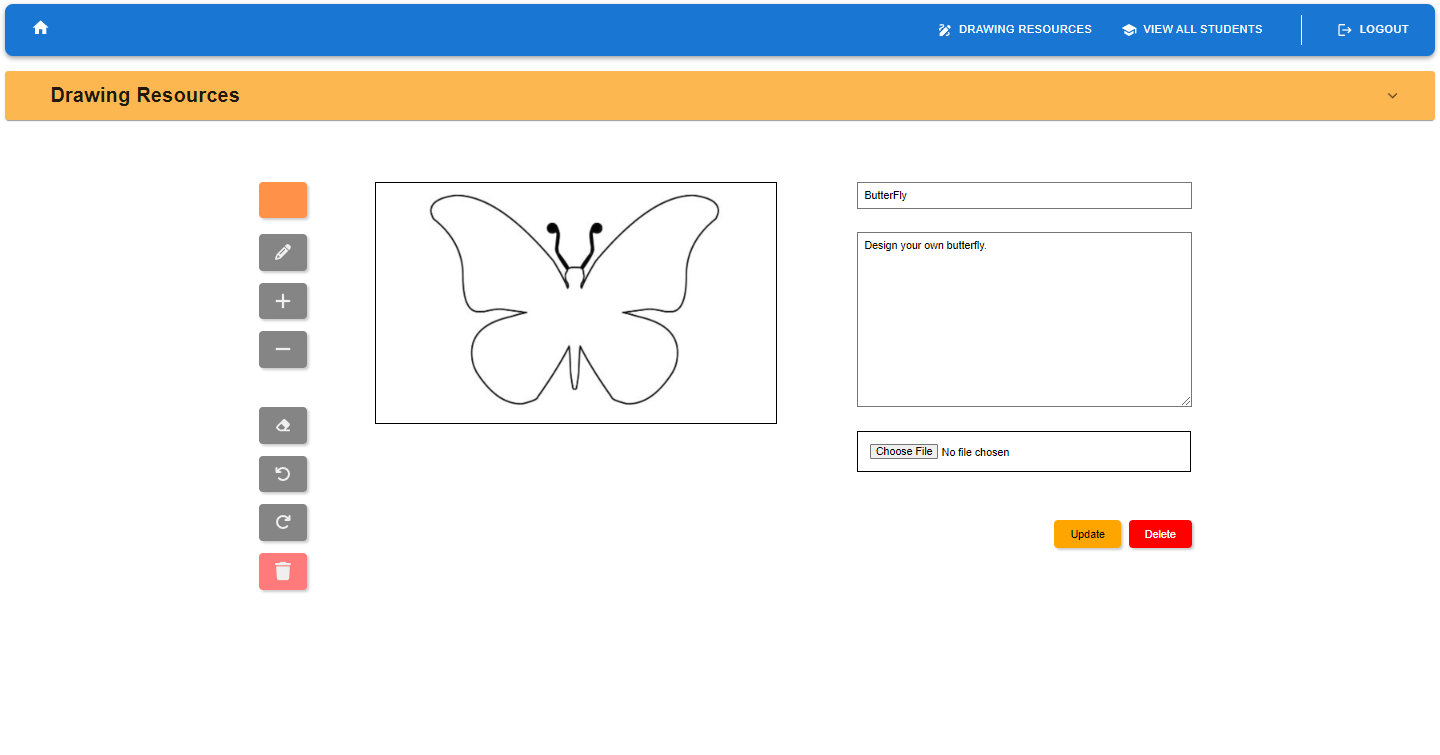 DRAWING RESOURCES
VIEW ALL STUDENTS
LOGOUT
Drawing Resources
ButterFly
Design your own butterfly.
Choose File No file chosen
Update
Delete